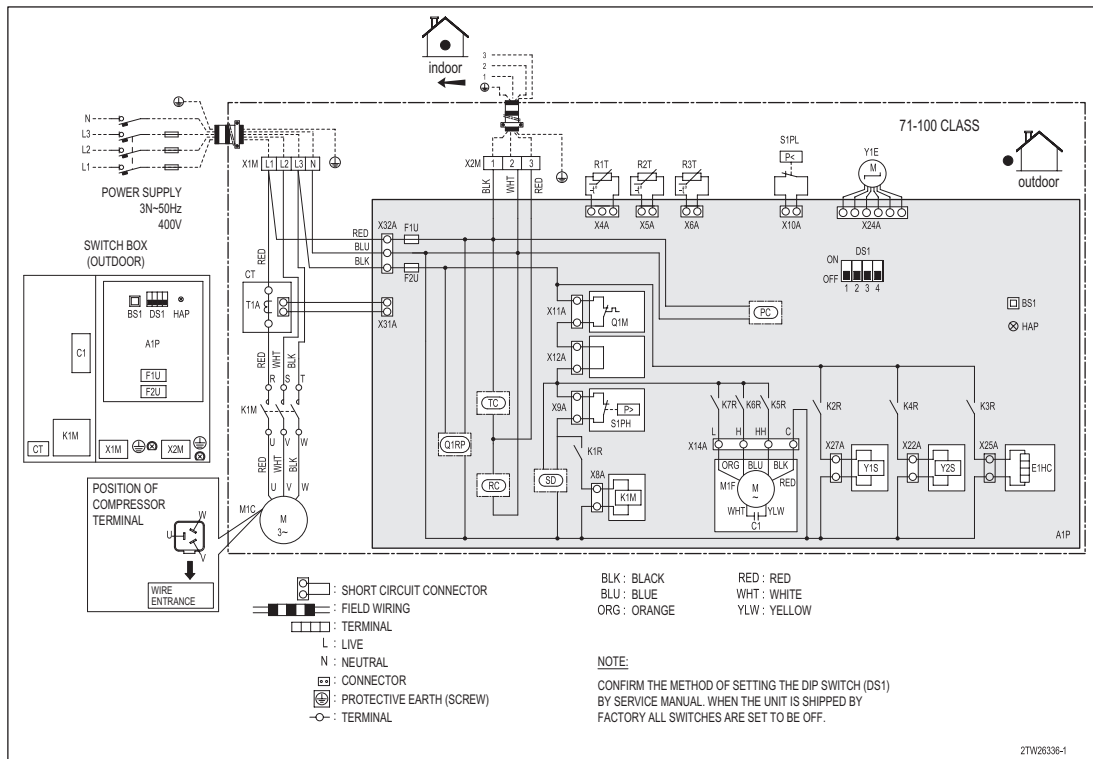 indoor
3
2
1
N
L3
L2
L1
POWER SUPPLY
3N~50Hz
400V
71-100 CLASS
outdoor
X1M L1 L2 L3 N
X2M 1 2 3
BLK
WHT
RED
R1T
R2T
R3T
S1PL
P<
Y1E
M
X4A
X5A
X6A
X10A
X24A
RED
BLU
BLK
X32A
F1U
F2U
X31A
RED
CT
T1A
RED
WHT
BLK
R
S
T
K1M
U
V
W
RED
WHT
BLK
U
V
W
M1C
M
3~
DS1
ON
OFF
1 2 3 4
BS1
HAP
PC
X11A
Q1M
X12A
X9A
P>
S1PH
TC
Q1RP
RC
SD
K1R
X8A
K1M
K7R
K6R
K5R
L
H
HH
C
X14A
ORG
BLU
BLK
RED
M1F
M
~
WHT
YLW
C1
K2R
K4R
K3R
X27A
Y1S
X22A
Y2S
X25A
E1HC
A1P
SWITCH BOX
(OUTDOOR)
BS1 DS1 HAP
C1
A1P
F1U
F2U
K1M
CT
X1M
X2M
POSITION OF
COMPRESSOR
TERMINAL
W
U
V
WIRE
ENTRANCE
: SHORT CIRCUIT CONNECTOR
: FIELD WIRING
: TERMINAL
L : LIVE
N : NEUTRAL
: CONNECTOR
: PROTECTIVE EARTH (SCREW)
: TERMINAL
BLK : BLACK
BLU : BLUE
ORG : ORANGE
RED : RED
WHT : WHITE
YLW : YELLOW
NOTE:
CONFIRM THE METHOD OF SETTING THE DIP SWITCH (DS1)
BY SERVICE MANUAL. WHEN THE UNIT IS SHIPPED BY
FACTORY ALL SWITCHES ARE SET TO BE OFF.
2TW26336-1